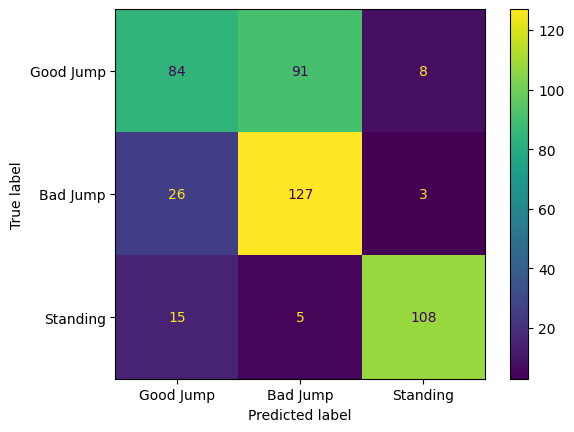 120
Good Jump 84 91 8
100
80
True label
Bad Jump 26 127 3
60
40
Standing 15 5 108
20
Good Jump Bad Jump Standing
Predicted label